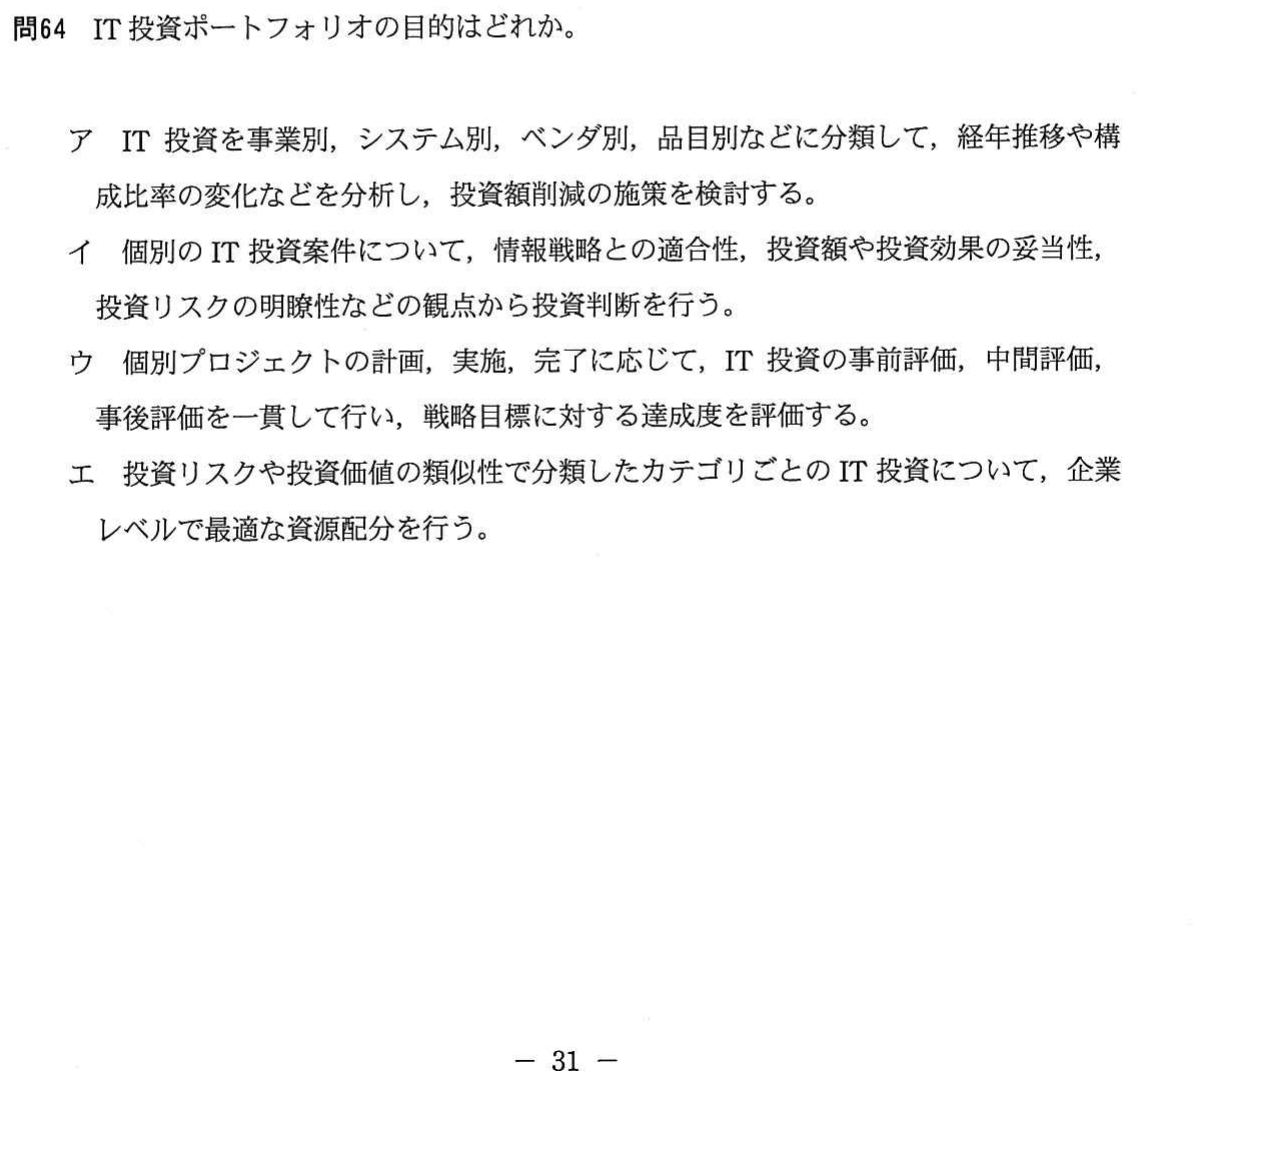 問64 IT 投資ポートフォリオの目的はどれか。
ア IT 投資を事業別，システム別，ベンダ別，品目別などに分類して，経年推移や構
成比率の変化などを分析し，投資額削減の施策を検討する。
イ 個別の IT 投資案件について，情報戦略との適合性，投資額や投資効果の妥当性，
投資リスクの明瞭性などの観点から投資判断を行う。
ウ 個別プロジェクトの計画，実施，完了に応じて，IT 投資の事前評価，中間評価，
事後評価を一貫して行い，戦略目標に対する達成度を評価する。
エ 投資リスクや投資価値の類似性で分類したカテゴリごとの IT 投資について，企業
レベルで最適な資源配分を行う。
－ 31 －